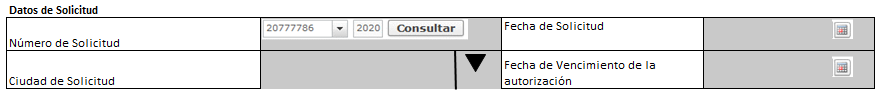 Datos de Solicitud
Número de Solicitud
20777786 2020 Consultar
Fecha de Solicitud
Ciudad de Solicitud
Fecha de Vencimiento de la
autorización